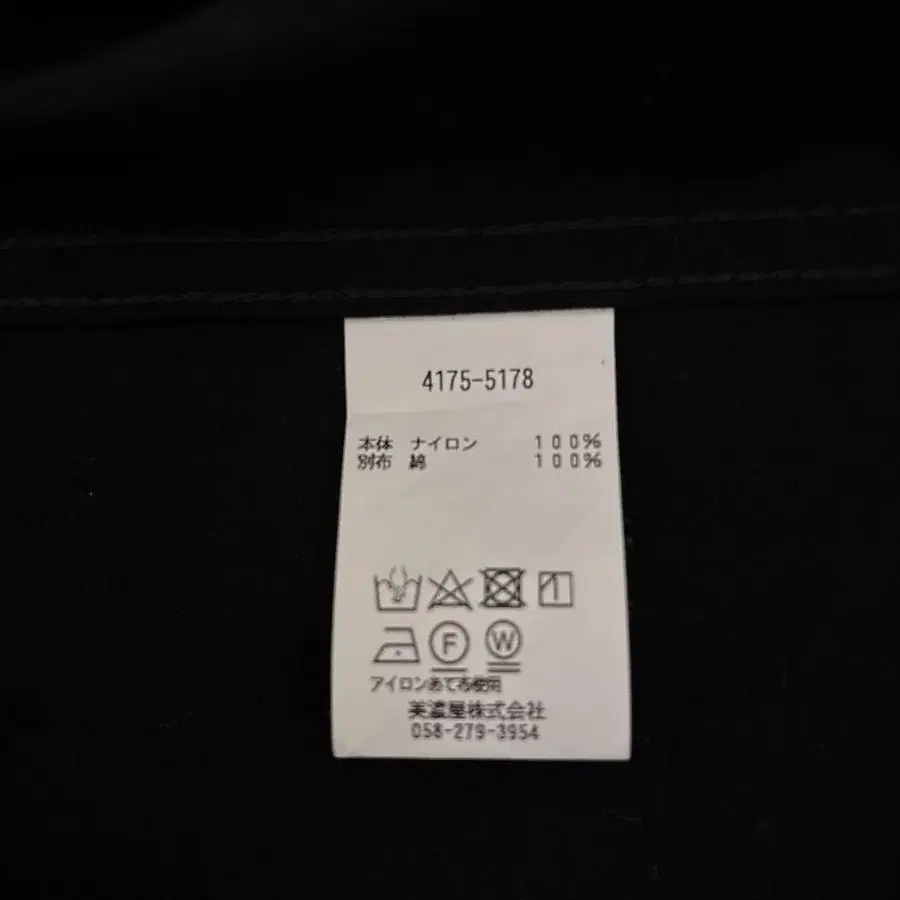 4175-5178
本体 ナイロン 100%
別布 綿 100%
F W
アイロンあて布使用
美濃屋株式会社
058-279-3954